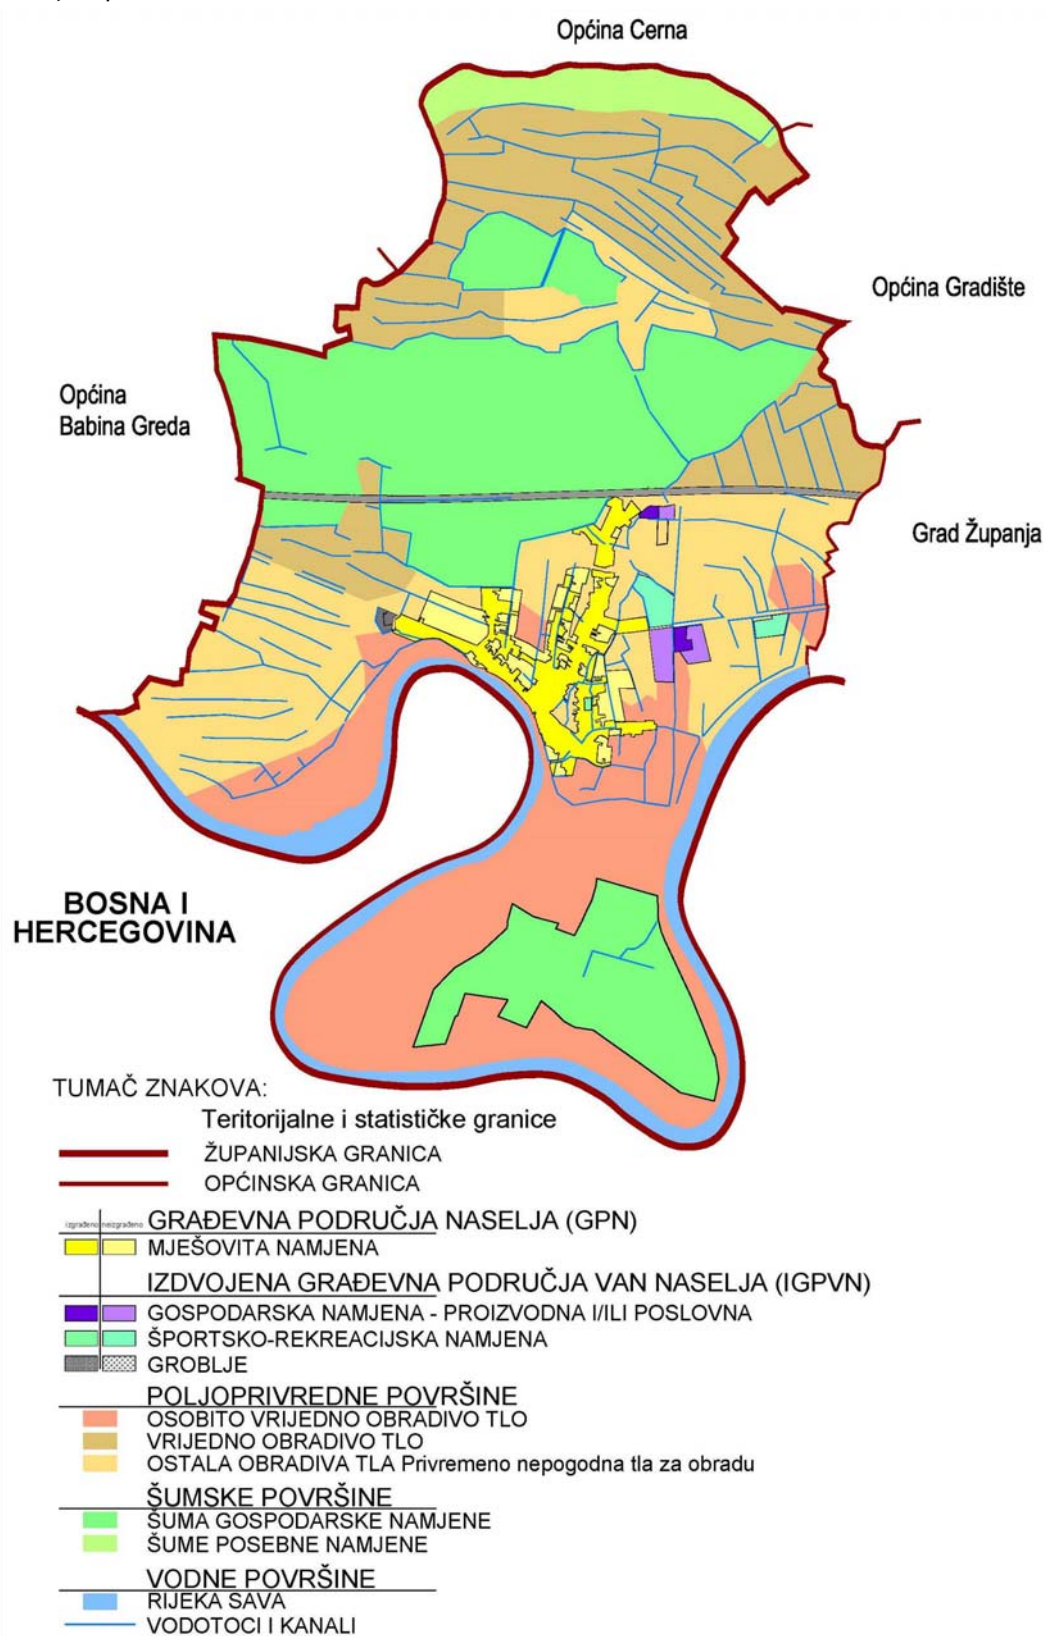 Općina Cerna
Općina Gradište
Općina
Babina Greda
Grad Županja
BOSNA I
HERCEGOVINA
TUMAČ ZNAKOVA:
Teritorijalne i statističke granice
ŽUPANIJSKA GRANICA
OPĆINSKA GRANICA
izgrađeno neizgrađeno GRAĐEVNA PODRUČJA NASELJA (GPN)
MJEŠOVITA NAMJENA
IZDVOJENA GRAĐEVNA PODRUČJA VAN NASELJA (IGPVN)
GOSPODARSKA NAMJENA - PROIZVODNA I/ILI POSLOVNA
ŠPORTSKO-REKREACIJSKA NAMJENA
GROBLJE
POLJOPRIVREDNE POVRŠINE
OSOBITO VRIJEDNO OBRADIVO TLO
VRIJEDNO OBRADIVO TLO
OSTALA OBRADIVA TLA Privremeno nepogodna tla za obradu
ŠUMSKE POVRŠINE
ŠUMA GOSPODARSKE NAMJENE
ŠUME POSEBNE NAMJENE
VODNE POVRŠINE
RIJEKA SAVA
VODOTOCI I KANALI